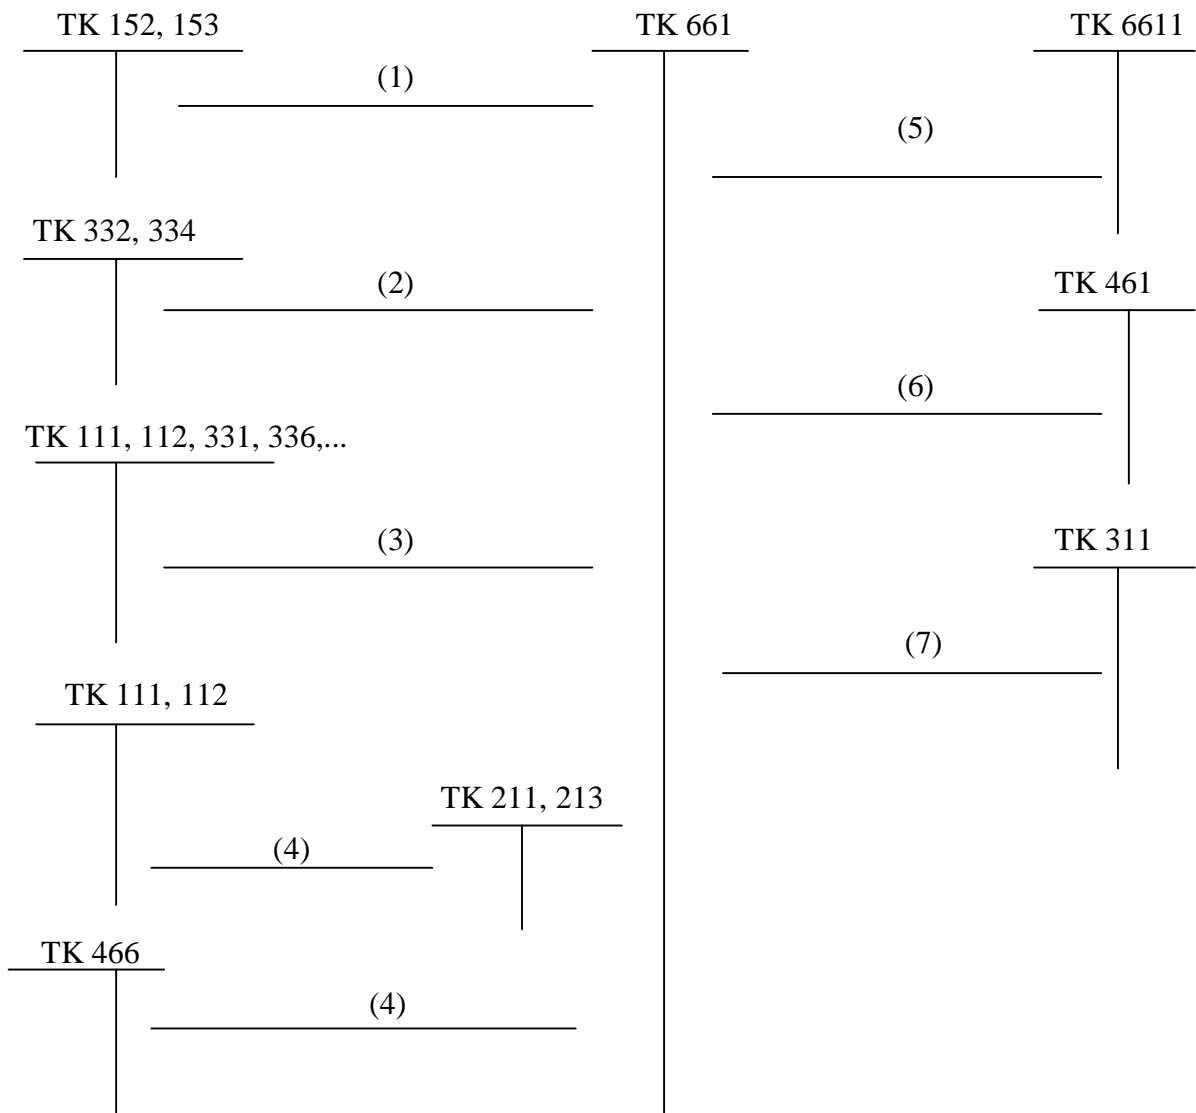 TK 152, 153
TK 661
TK 6611
(1)
(5)
TK 332, 334
(2)
TK 461
(6)
TK 111, 112, 331, 336,...
(3)
TK 311
(7)
TK 111, 112
TK 211, 213
(4)
TK 466
(4)